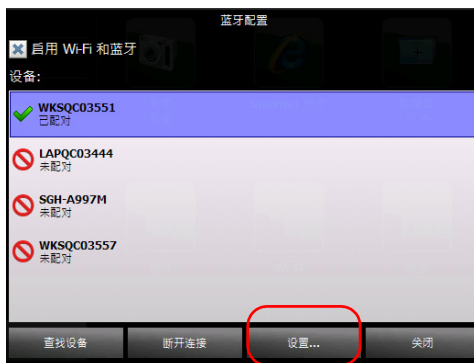 蓝牙配置
启用 Wi-Fi 和蓝牙
设备:
WKSQC03551
已配对
LAPQC03444
未配对
SGH-A997M
未配对
WKSQC03557
未配对
查找设备
断开连接
设置...
关闭